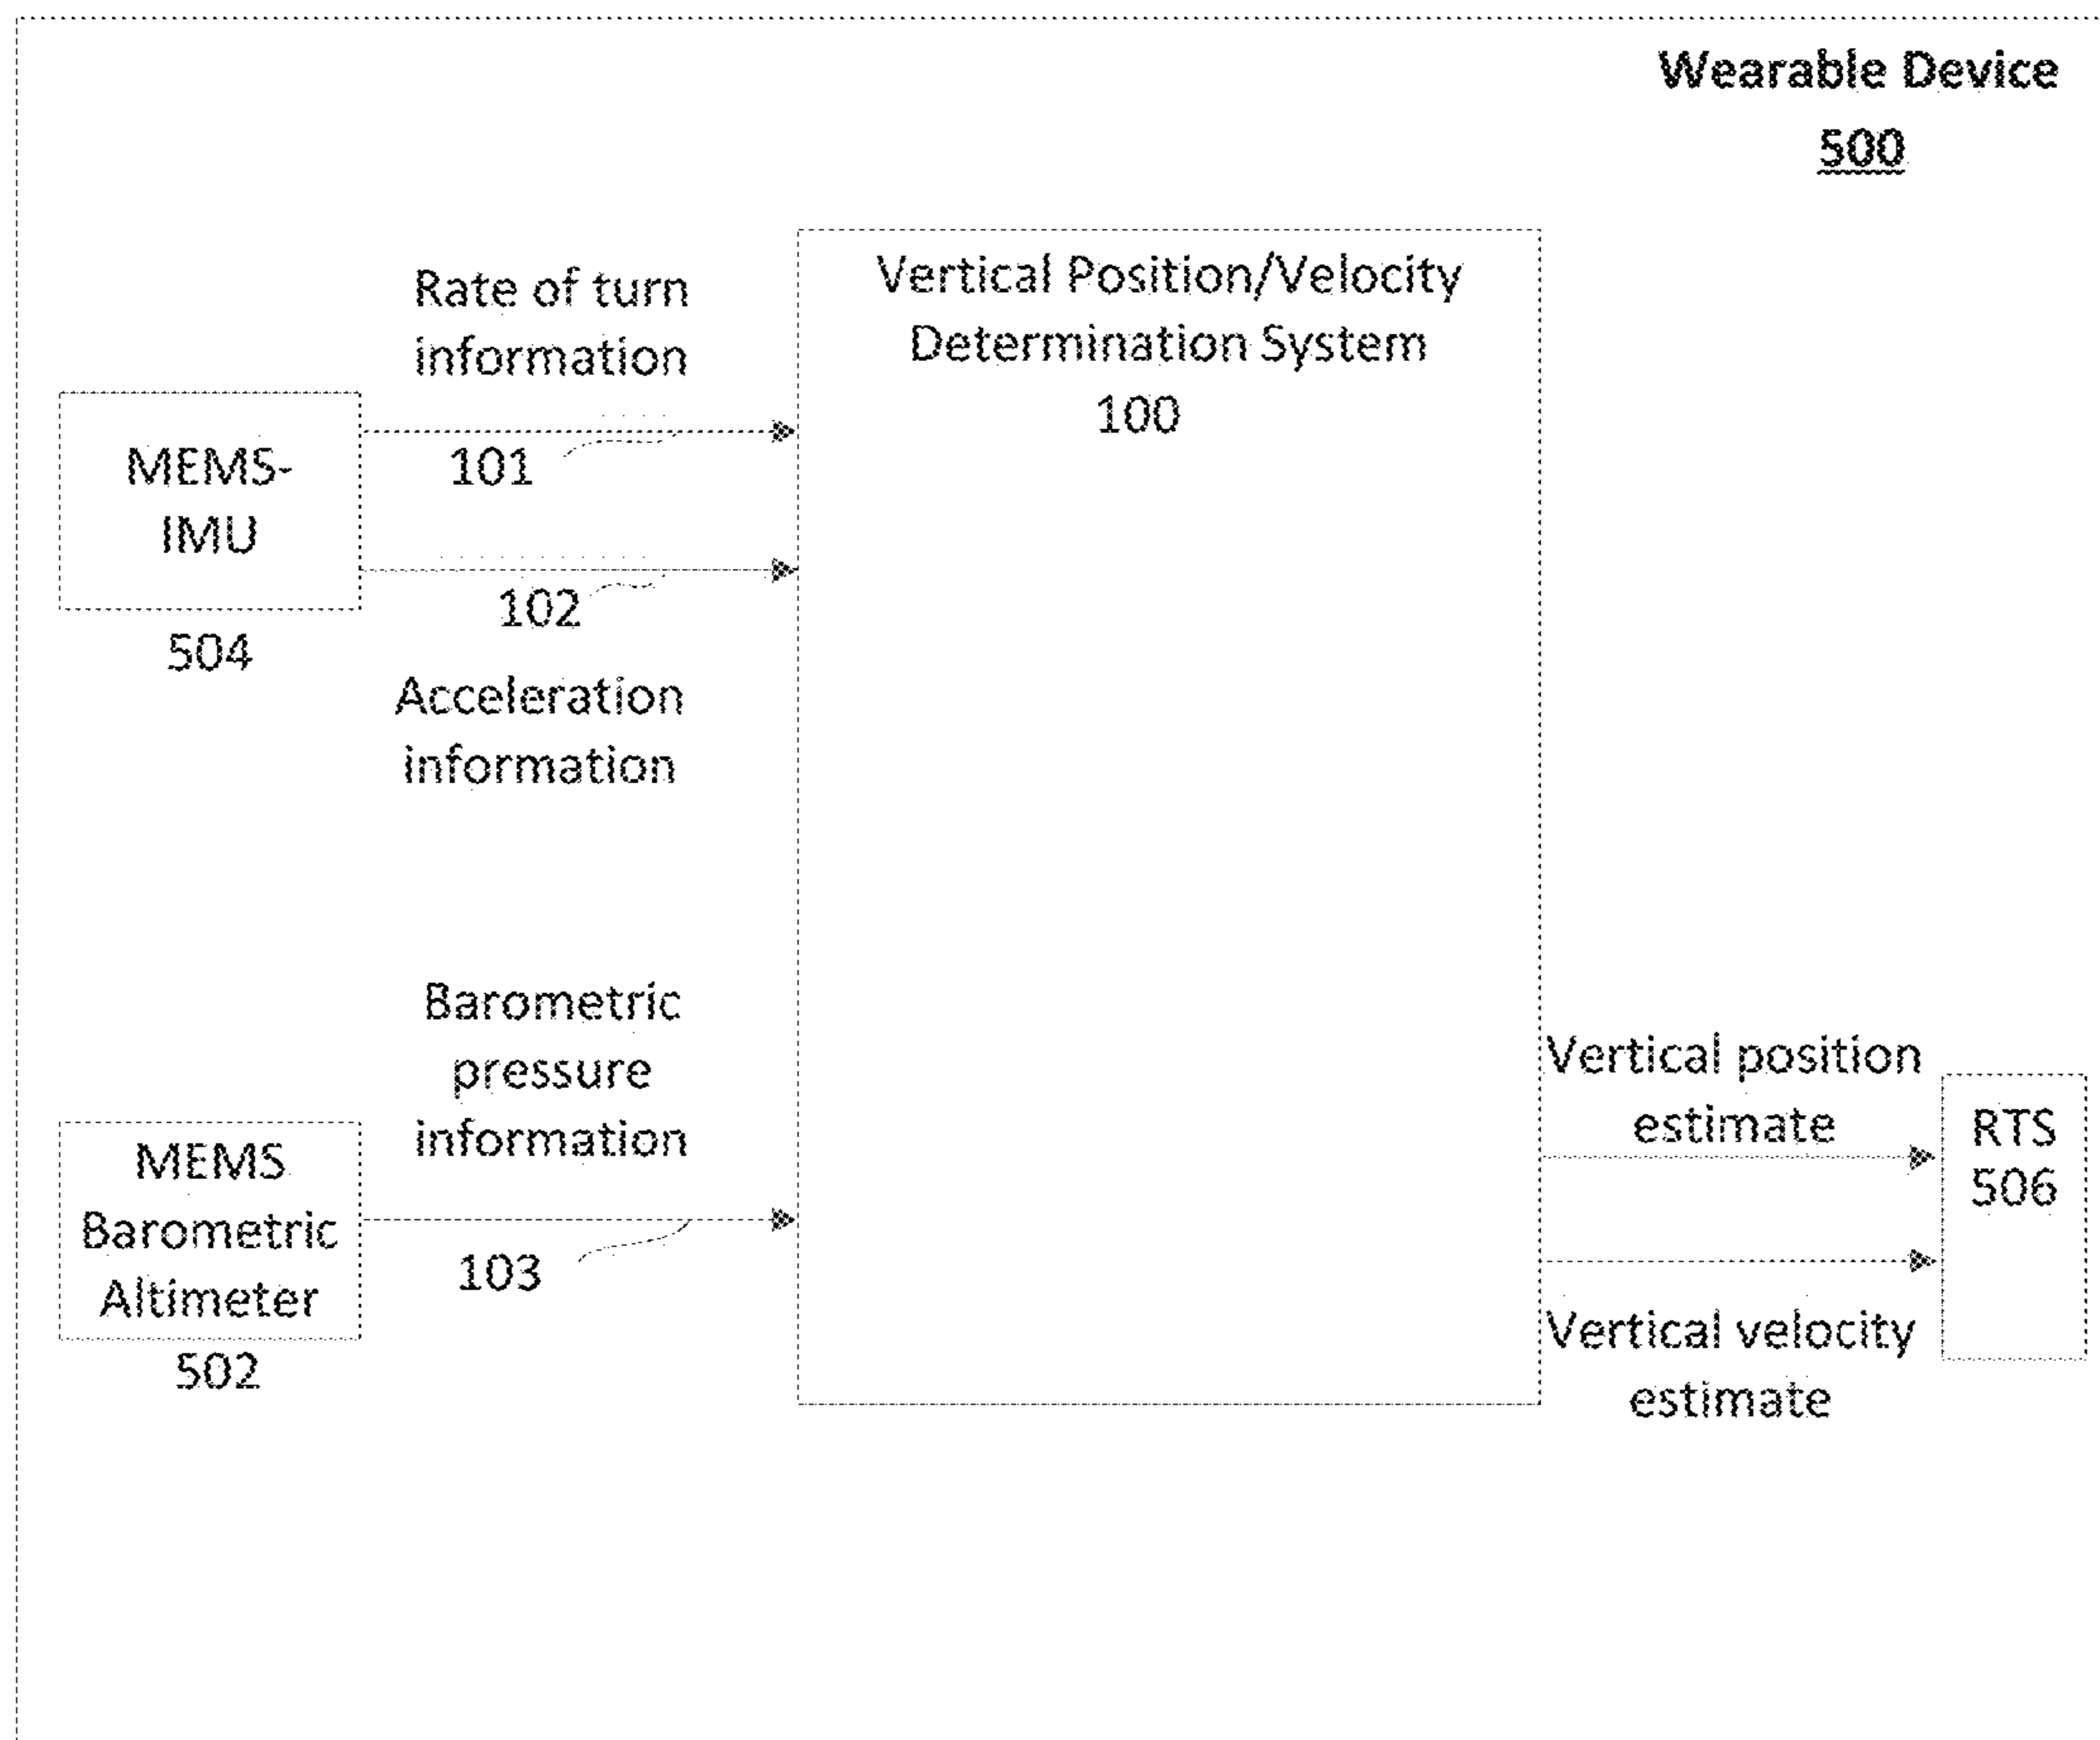 Wearable Device
500
Rate of turn
information
101
MEMS-
IMU
504
102
Acceleration
information
Vertical Position/Velocity
Determination System
100
Barometric
pressure
information
103
MEMS
Barometric
Altimeter
502
Vertical position
estimate
RTS
506
Vertical velocity
estimate